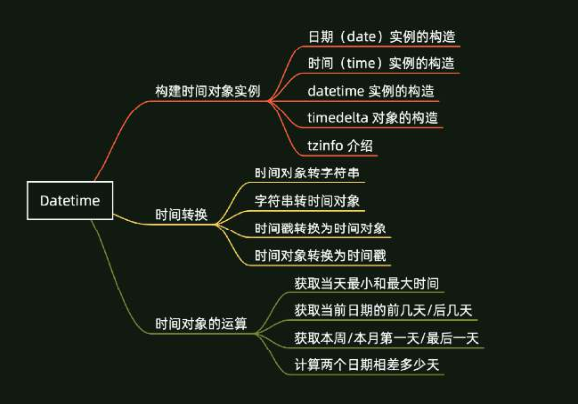 Datetime
构建时间对象实例
日期（date）实例的构造
时间（time）实例的构造
datetime 实例的构造
timedelta 对象的构造
tzinfo 介绍
时间转换
时间对象转字符串
字符串转时间对象
时间戳转换为时间对象
时间对象转换为时间戳
时间对象的运算
获取当天最小和最大时间
获取当前日期的前几天/后几天
获取本周/本月第一天/最后一天
计算两个日期相差多少天